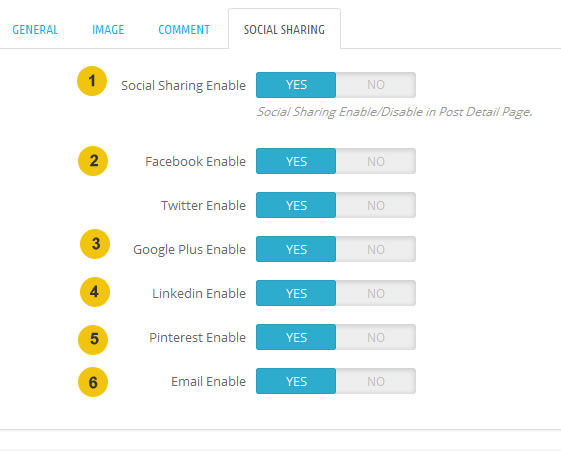 GENERAL IMAGE COMMENT SOCIAL SHARING
1 Social Sharing Enable YES NO
Social Sharing Enable/Disable in Post Detail Page.
2 Facebook Enable YES NO
Twitter Enable YES NO
3 Google Plus Enable YES NO
4 Linkedin Enable YES NO
5 Pinterest Enable YES NO
6 Email Enable YES NO